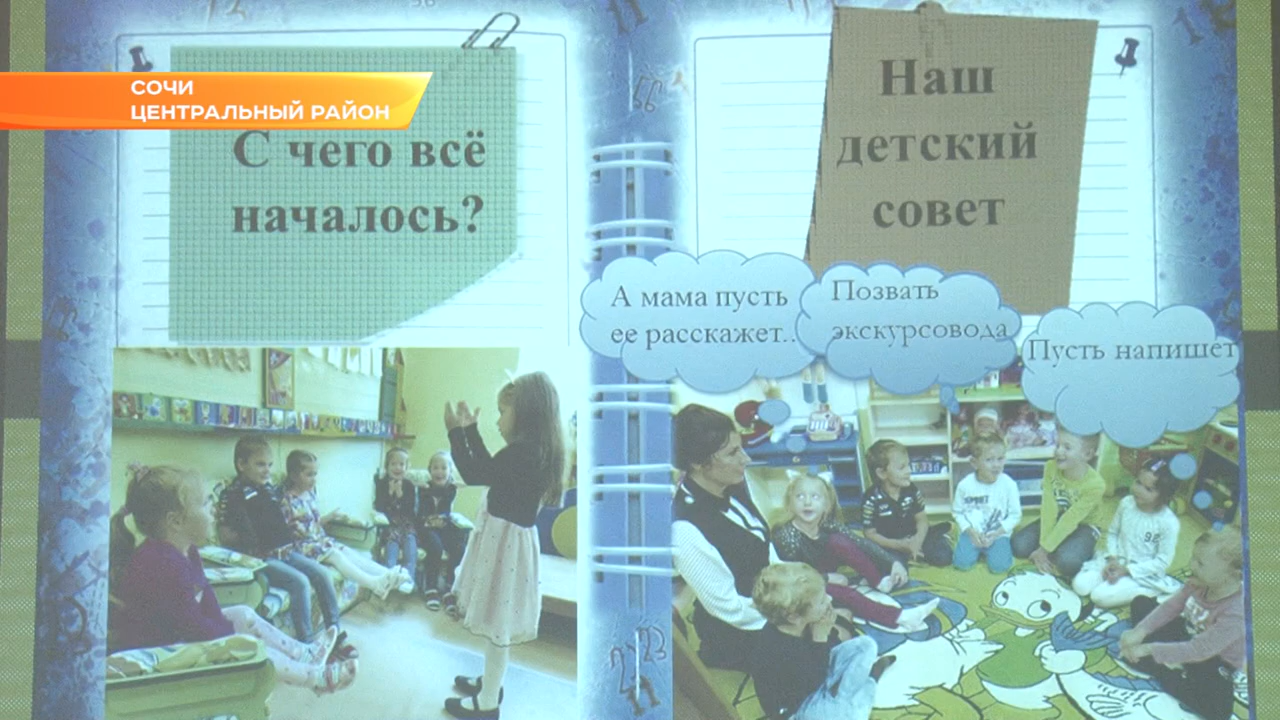 СОЧИ
ЦЕНТРАЛЬНЫЙ РАЙОН
С чего всё
началось?
Наш
детский
совет
А мама пусть
ее расскажет..
Позвать
экскурсовода
Пусть напишет